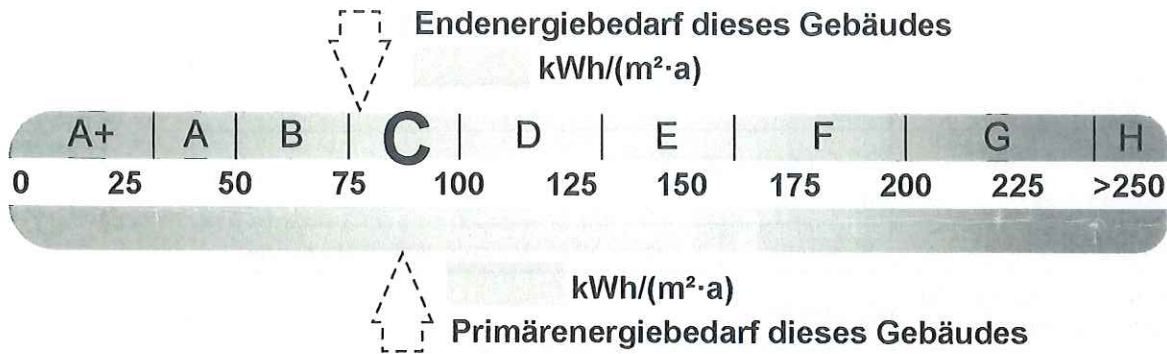 Endenergiebedarf dieses Gebäudes
kWh/(m²·a)
A+ A B C D E F G H
0 25 50 75 100 125 150 175 200 225 >250
kWh/(m²·a)
Primärenergiebedarf dieses Gebäudes